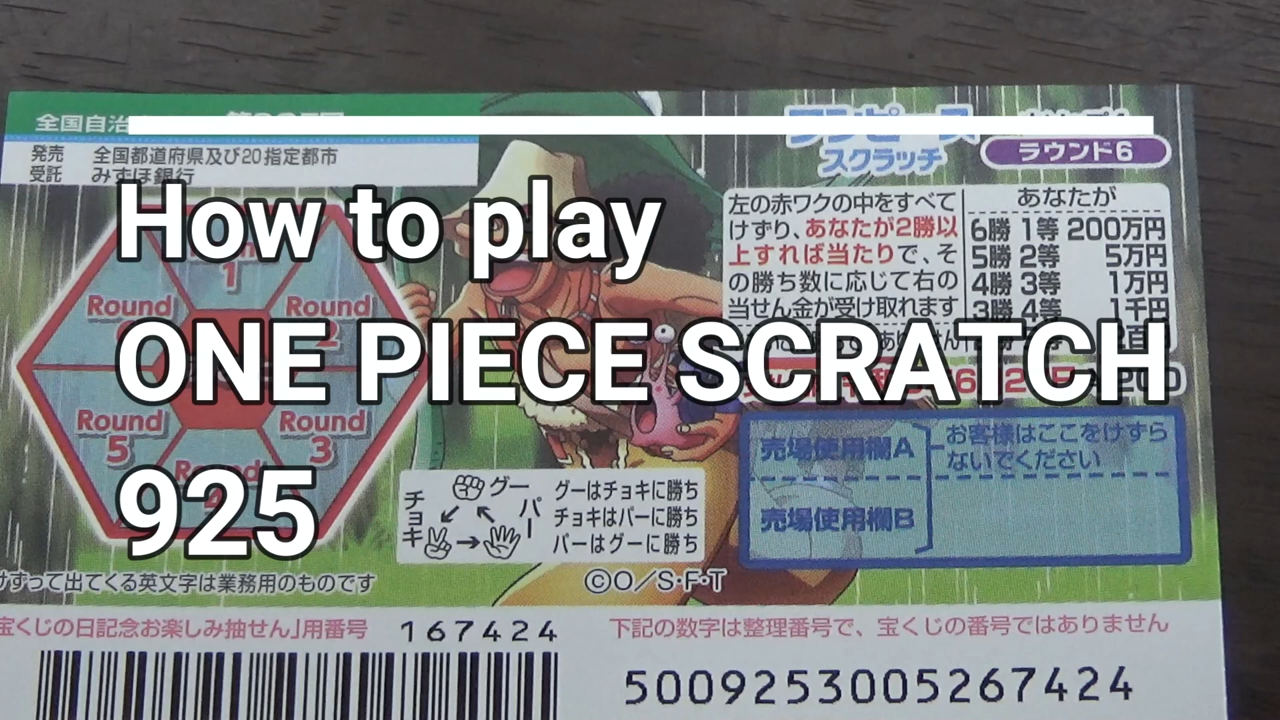 全国自治
発売 全国都道府県及び20指定都市
受託 みずほ銀行
ワンピース
スクラッチ
ラウンド6
How to play
ONE PIECE SCRATCH
925
左の赤ワクの中をすべて
けずり、あなたが2勝以
上すれば当たりで、そ
の勝ち数に応じて右の
当せん金が受け取れます
あなたが
6勝 1等 200万円
5勝 2等 5万円
4勝 3等 1万円
3勝 4等 1千円
1
Round
Round
Round
5
Round
3
売場使用欄A
お客様はここをけずら
ないでください
売場使用欄B
グー
チョキ
パー
グーはチョキに勝ち
チョキはパーに勝ち
パーはグーに勝ち
けずって出てくる英文字は業務用のものです
©O/S・F・T
宝くじの日記念お楽しみ抽せん」用番号 167424
下記の数字は整理番号で、宝くじの番号ではありません
5009253005267424